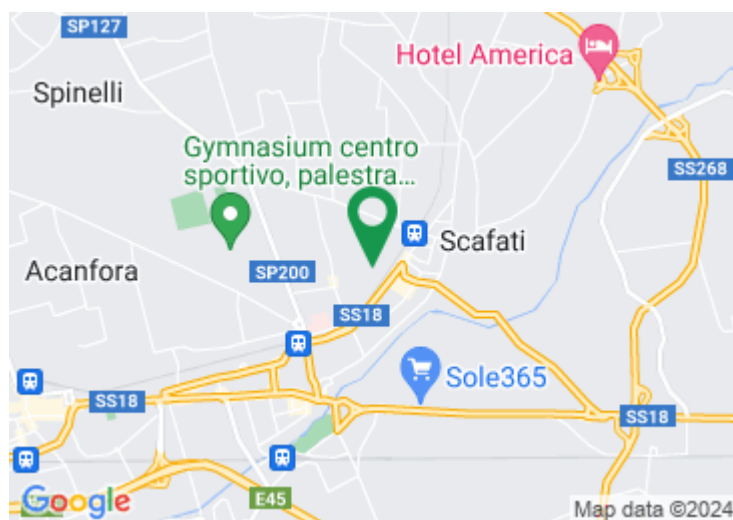 SP127
Hotel America
Spinelli
Gymnasium centro
sportivo, palestra...
SS268
Scafati
Acanfora
SP200
SS18
Sole365
SS18
SS18
E45
Google
Map data ©2024